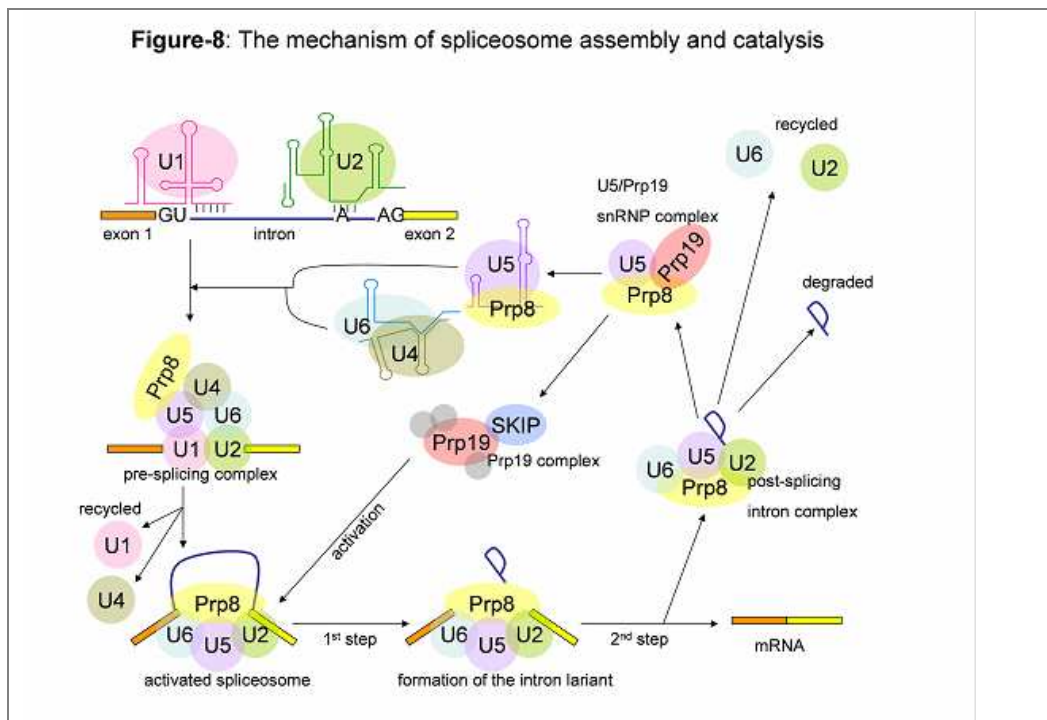 Figure-8: The mechanism of spliceosome assembly and catalysis
U1
U2
GU
A
AG
exon 1
intron
exon 2
recycled
U6
U2
U5/Prp19
snRNP complex
U5
Prp19
Prp8
degraded
U5
Prp8
U6
U4
Prp8
U4
U5
U6
U1
U2
pre-splicing complex
SKIP
Prp19
Prp19 complex
U5
U6
U2
Prp8
post-splicing
intron complex
recycled
U1
U4
activation
Prp8
U6
U5
U2
activated spliceosome
1st step
Prp8
U6
U5
U2
formation of the intron lariant
2nd step
mRNA